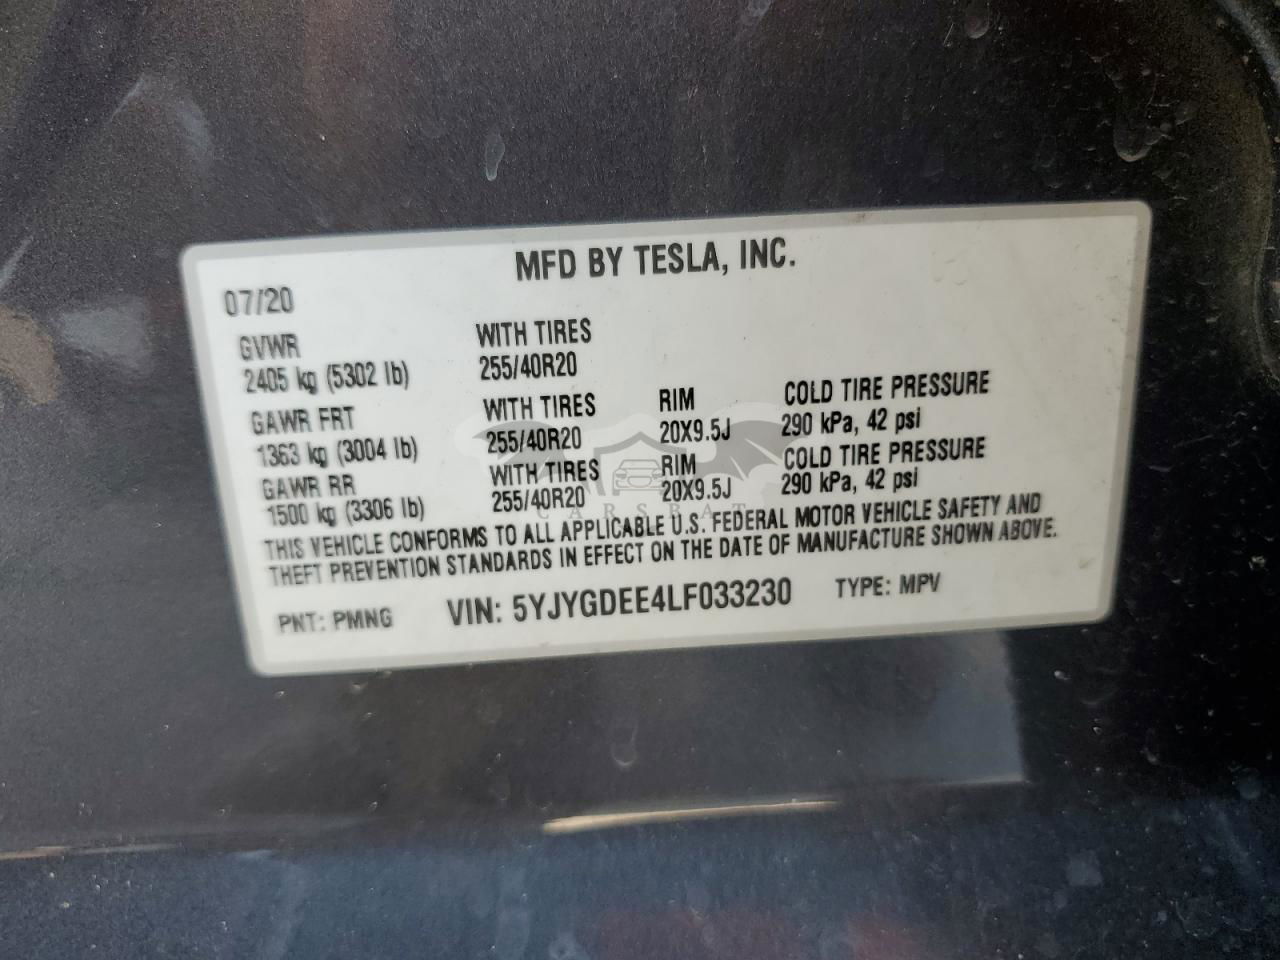 MFD BY TESLA, INC.
07/20
GVWR WITH TIRES
2405 kg (5302 lb) 255/40R20
GAWR FRT WITH TIRES RIM COLD TIRE PRESSURE
1363 kg (3004 lb) 255/40R20 20X9.5J 290 kPa, 42 psi
GAWR RR WITH TIRES RIM COLD TIRE PRESSURE
1500 kg (3306 lb) 255/40R20 20X9.5J 290 kPa, 42 psi
CARSBAT
THIS VEHICLE CONFORMS TO ALL APPLICABLE U.S. FEDERAL MOTOR VEHICLE SAFETY AND
THEFT PREVENTION STANDARDS IN EFFECT ON THE DATE OF MANUFACTURE SHOWN ABOVE.
PNT: PMNG VIN: 5YJYGDEE4LF033230 TYPE: MPV